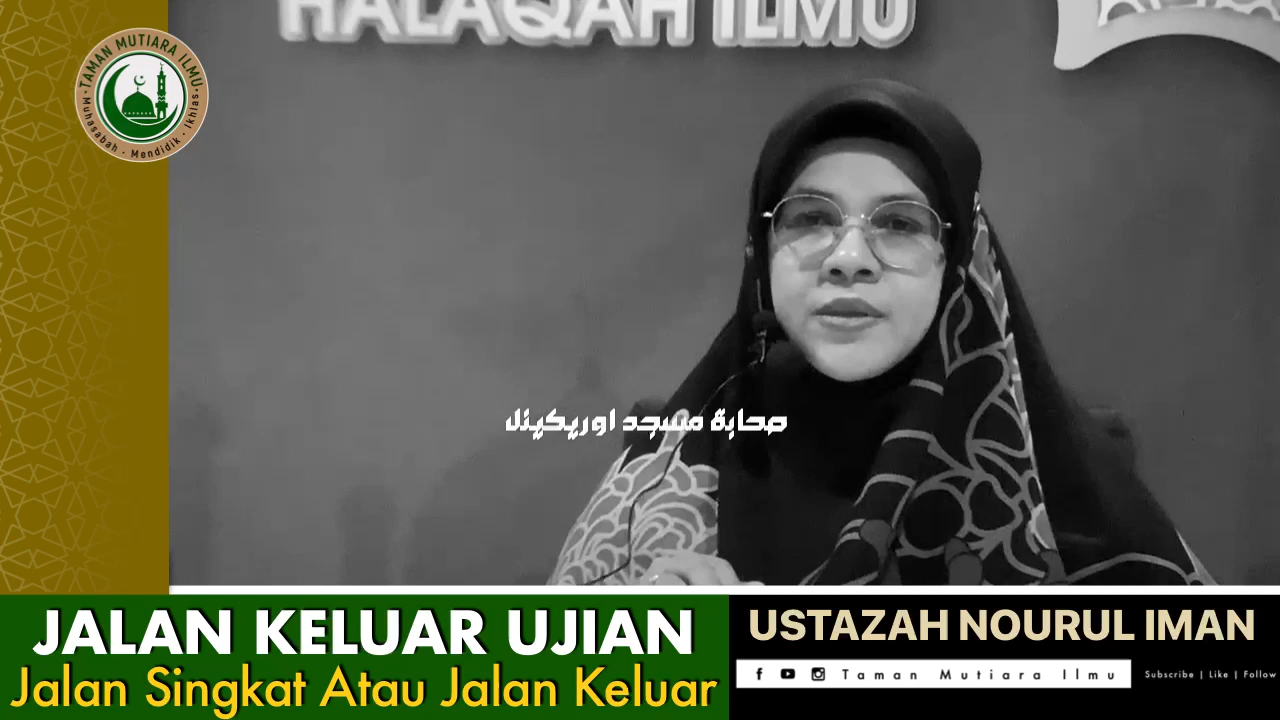 HALAQAH ILMU
TAMAN MUTIARA ILMU
Muhasabah · Mendidik · Ikhlas
صحابة مسجد اوريكينل
JALAN KELUAR UJIAN
Jalan Singkat Atau Jalan Keluar
USTAZAH NOURUL IMAN
Taman Mutiara Ilmu
Subscribe | Like | Follow